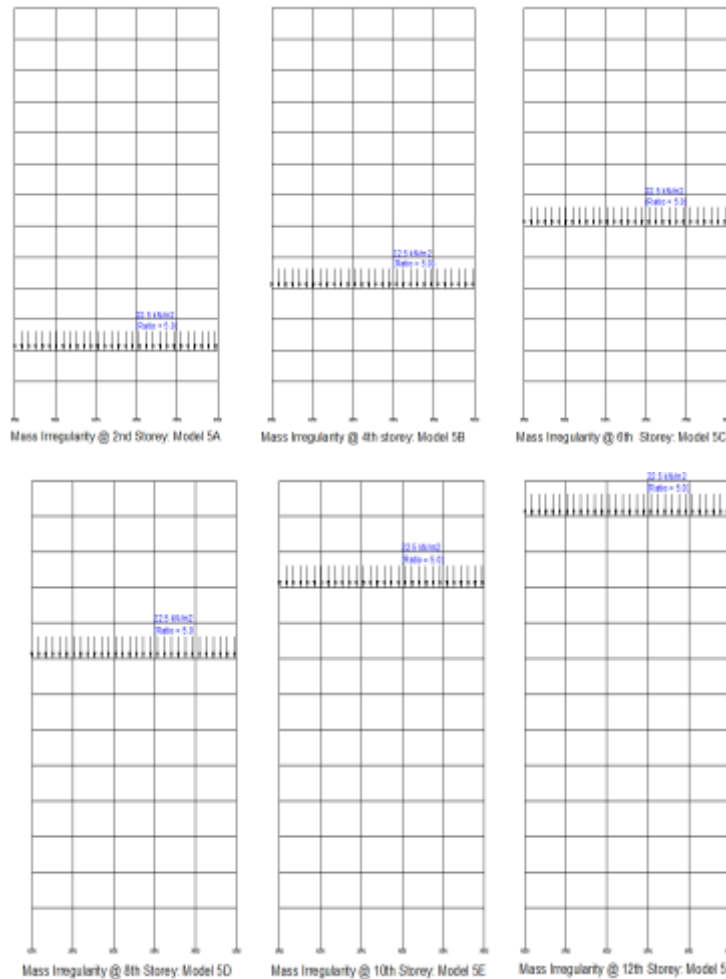 22.5 kN/m2
(Ratio = 5.0)
22.5 kN/m2
(Ratio = 5.0)
22.5 kN/m2
(Ratio = 5.0)
Mass Irregularity @ 2nd Storey: Model 5A
Mass Irregularity @ 4th storey: Model 5B
Mass Irregularity @ 6th Storey: Model 5C
22.5 kN/m2
(Ratio = 5.0)
22.5 kN/m2
(Ratio = 5.0)
22.5 kN/m2
(Ratio = 5.0)
Mass Irregularity @ 8th Storey: Model 5D
Mass Irregularity @ 10th Storey: Model 5E
Mass Irregularity @ 12th Storey: Model